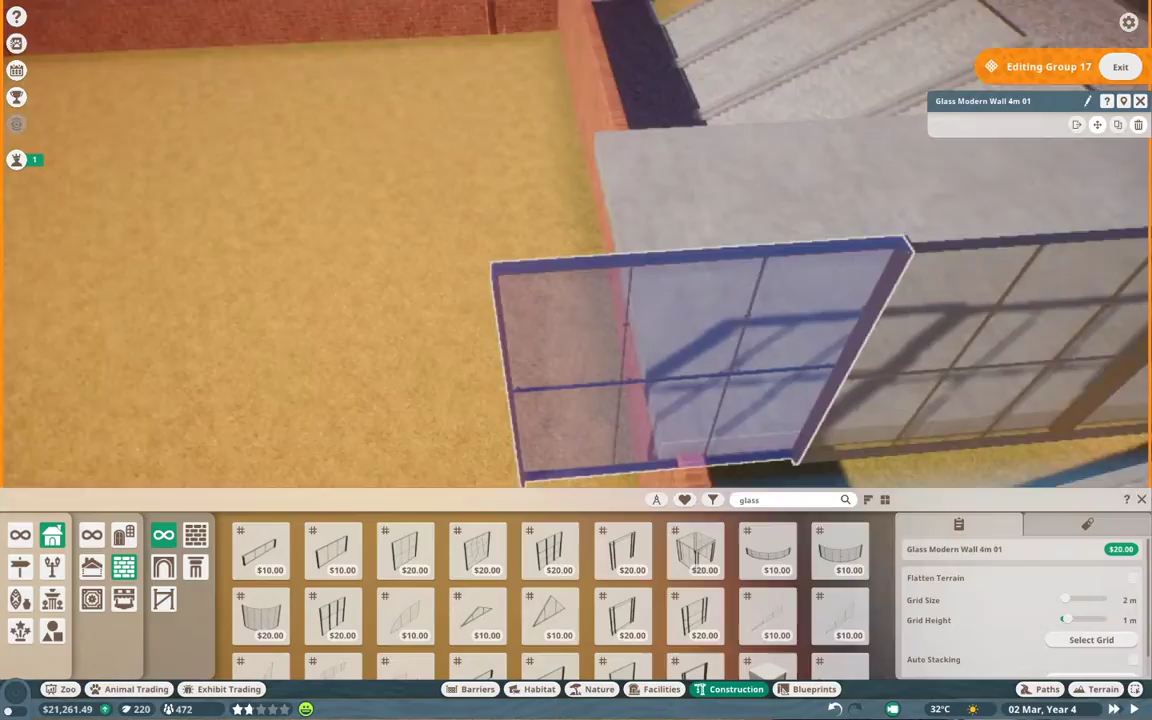 Editing Group 17
Exit
Glass Modern Wall 4m 01
1
glass
$10.00
$10.00
$20.00
$20.00
$20.00
$20.00
$20.00
$10.00
$10.00
$20.00
$20.00
$10.00
$10.00
$20.00
$20.00
$20.00
$10.00
$10.00
Glass Modern Wall 4m 01
$20.00
Flatten Terrain
Grid Size
2 m
Grid Height
1 m
Select Grid
Auto Stacking
Zoo
Animal Trading
Exhibit Trading
Barriers
Habitat
Nature
Facilities
Construction
Blueprints
Paths
Terrain
$21,261.49
220
472
32°C
02 Mar, Year 4